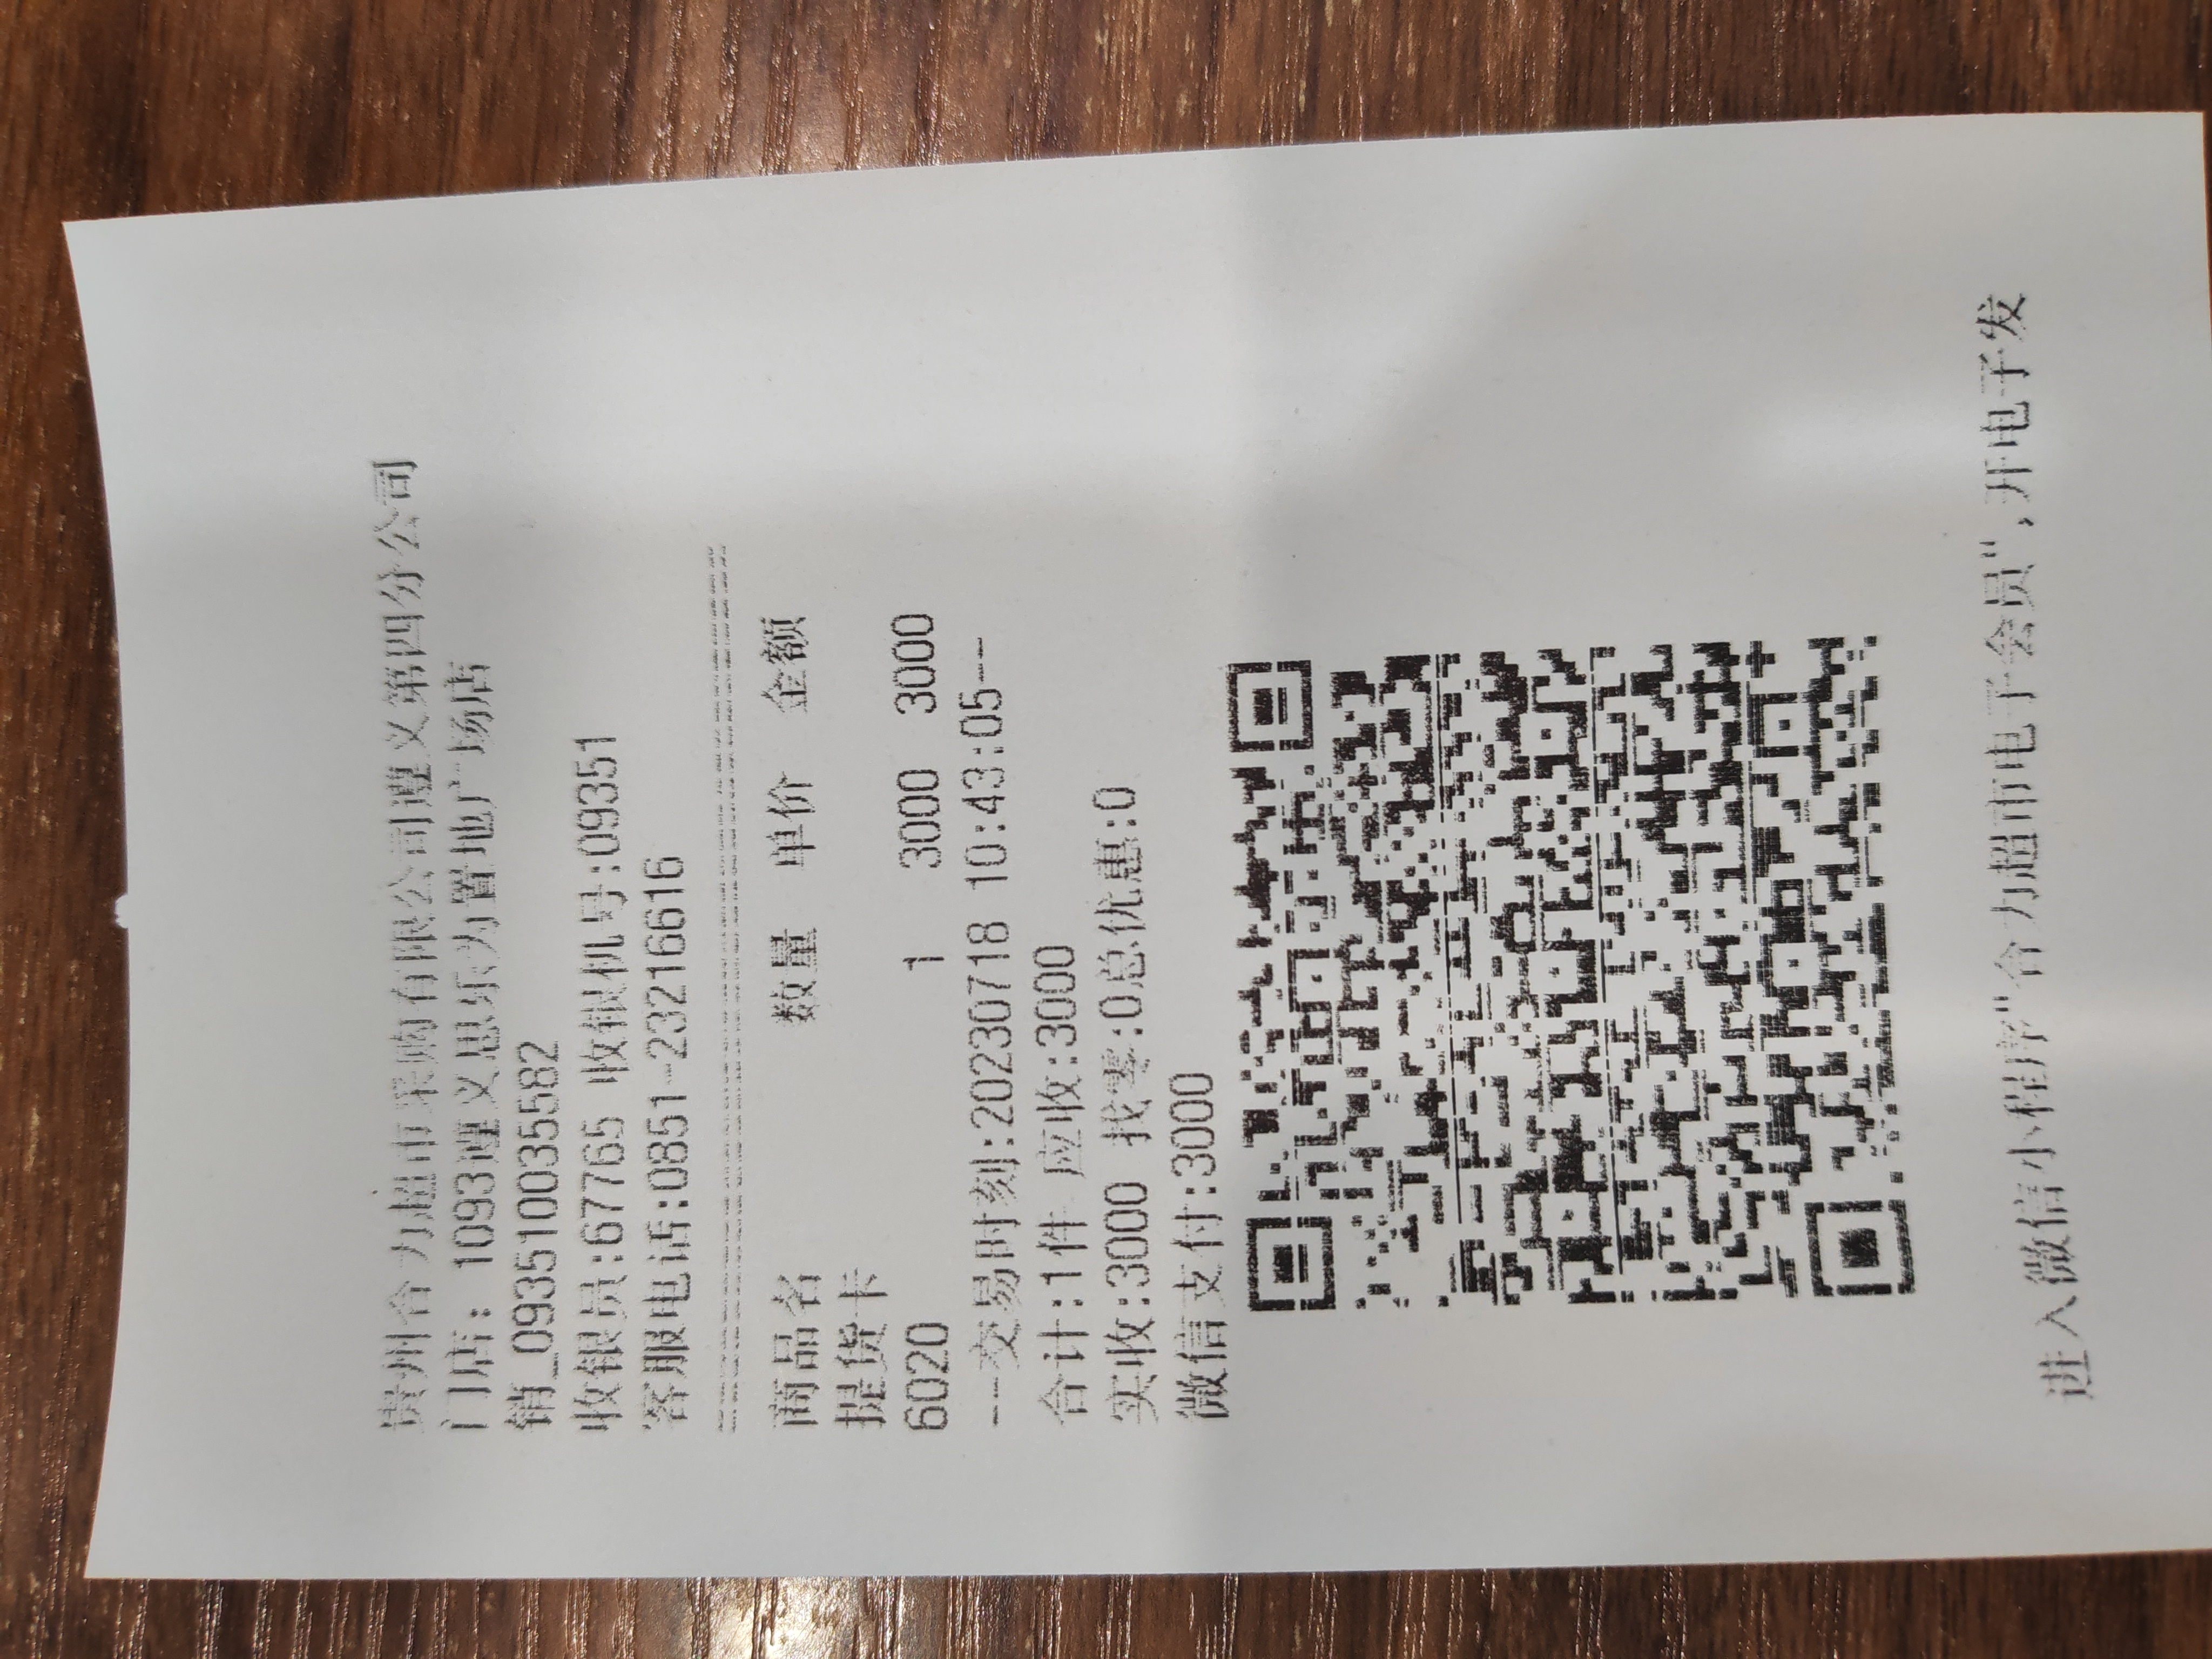 贵州合力超市采购有限公司遵义第四分公司
门店: 1093遵义思乐为置地广场店
销_093510035582
收银员:67765 收银机号:09351
客服电话:0851-23216616
商品名 数量 单价 金额
提货卡
6020 1 3000 3000
--交易时刻:20230718 10:43:05--
合计:1件 应收:3000
实收:3000 找零:0总优惠:0
微信支付:3000
进入微信小程序"合力超市电子会员",开电子发